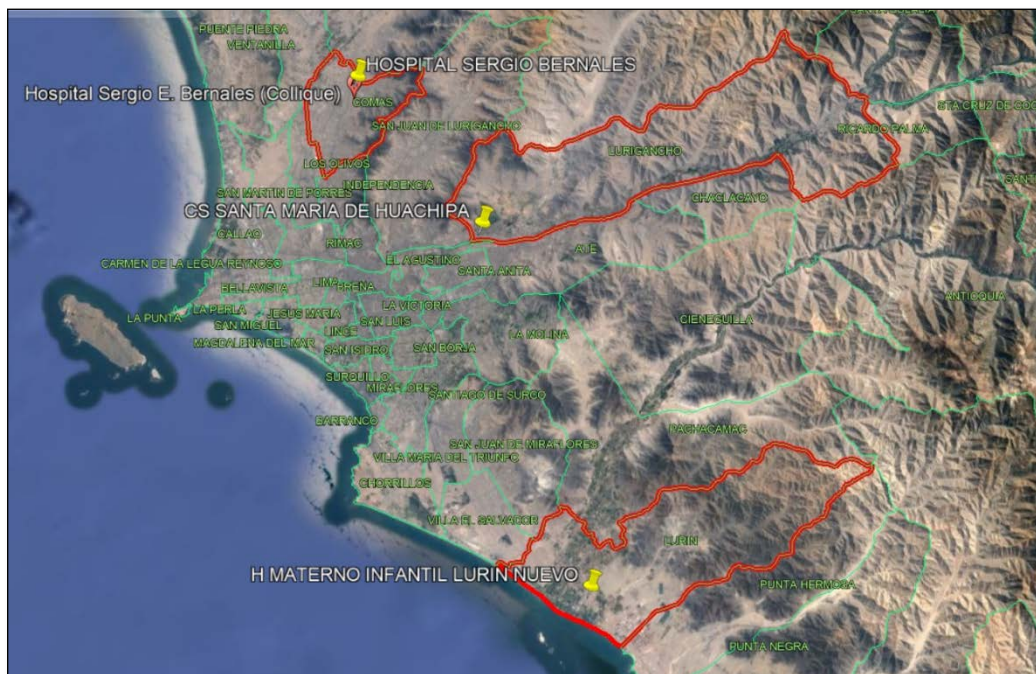 PUENTE PIEDRA
VENTANILLA
HOSPITAL SERGIO BERNALES
Hospital Sergio E. Bernales (Collique)
COMAS
STA CRUZ DE COC
SAN JUAN DE LURIGANCHO
RICARDO PALMA
LURIGANCHO
LOS OLIVOS
INDEPENDENCIA
SAN MARTIN DE PORRES
CHACLACAYO
CS SANTA MARIA DE HUACHIPA
CALLAO
RIMAC
ATE
EL AGUSTINO
CARMEN DE LA LEGUA REYNOSO
SANTA ANITA
LIMA
BREÑA
BELLAVISTA
ANTIOQUIA
LA VICTORIA
LA PERLA
JESUS MARIA
LA PUNTA
SAN LUIS
CIENEGUILLA
SAN MIGUEL
LINCE
LA MOLINA
MAGDALENA DEL MAR
SAN ISIDRO
SAN BORJA
SURQUILLO
MIRAFLORES
SANTIAGO DE SURCO
BARRANCO
PACHACAMAC
SAN JUAN DE MIRAFLORES
VILLA MARIA DEL TRIUNFO
CHORRILLOS
VILLA EL SALVADOR
LURIN
H MATERNO INFANTIL LURIN NUEVO
PUNTA HERMOSA
PUNTA NEGRA